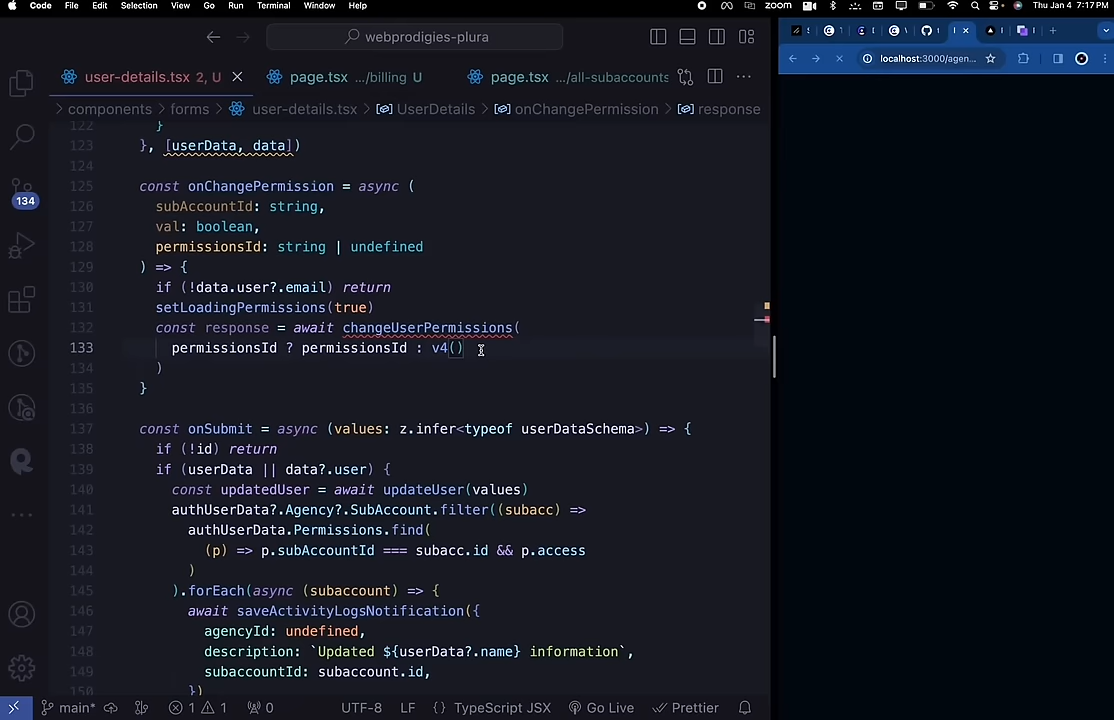 Code File Edit Selection View Go Run Terminal Window Help zoom Thu Jan 4 7:17 PM
webprodigies-plura
user-details.tsx 2, U page.tsx .../billing U page.tsx .../all-subaccounts
localhost:3000/agen...
components > forms > user-details.tsx > UserDetails > onChangePermission > response
122 }
123 }, [userData, data])
124
125 const onChangePermission = async (
126 subAccountId: string,
127 val: boolean,
128 permissionsId: string | undefined
129 ) => {
130 if (!data.user?.email) return
131 setLoadingPermissions(true)
132 const response = await changeUserPermissions(
133 permissionsId ? permissionsId : v4()
134 )
135 }
136
137 const onSubmit = async (values: z.infer<typeof userDataSchema>) => {
138 if (!id) return
139 if (userData || data?.user) {
140 const updatedUser = await updateUser(values)
141 authUserData?.Agency?.SubAccount.filter((subacc) =>
142 authUserData.Permissions.find(
143 (p) => p.subAccountId === subacc.id && p.access
144 )
145 ).forEach(async (subaccount) => {
146 await saveActivityLogsNotification({
147 agencyId: undefined,
148 description: `Updated ${userData?.name} information`,
149 subaccountId: subaccount.id,
150 })
134
main* 1 1 0 UTF-8 LF {} TypeScript JSX Go Live Prettier